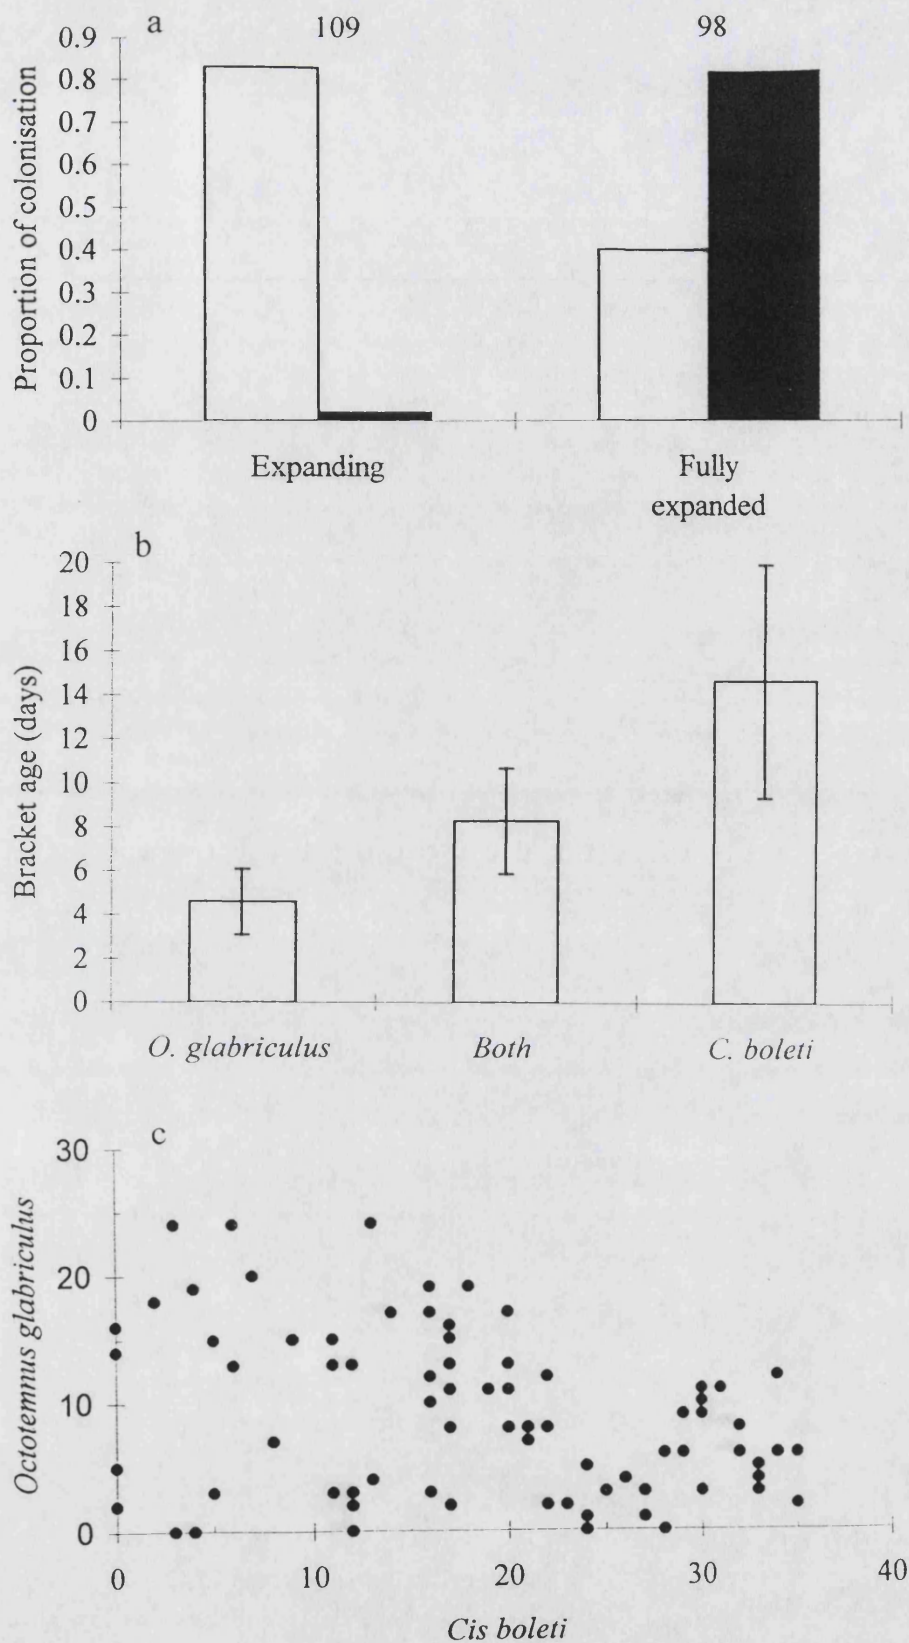 a 109 98
0.9
0.8
0.7
0.6
0.5
0.4
0.3
0.2
0.1
0
Proportion of colonisation
Expanding Fully
expanded
b
20
18
16
14
12
10
8
6
4
2
0
Bracket age (days)
O. glabriculus Both C. boleti
c
30
20
10
0
Octotemnus glabriculus
0 10 20 30 40
Cis boleti